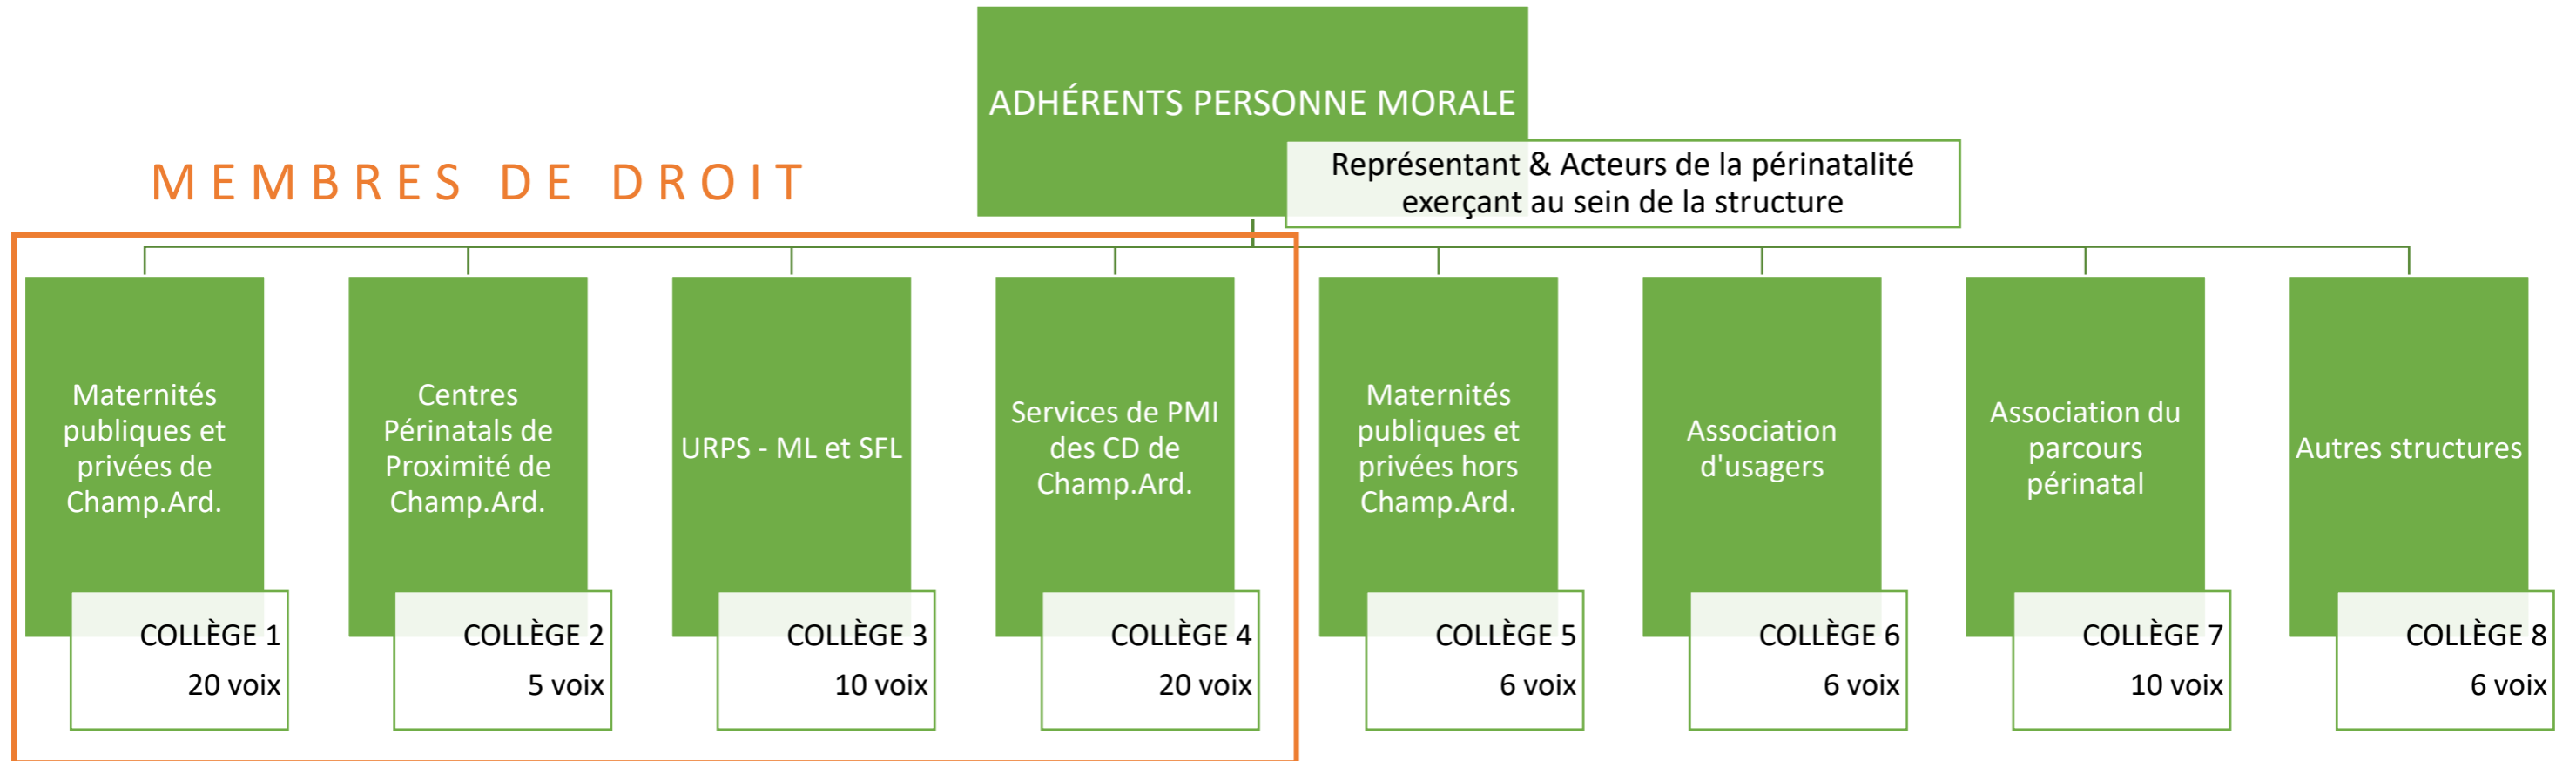 ADHÉRENTS PERSONNE MORALE
Représentant & Acteurs de la périnatalité
exerçant au sein de la structure
MEMBRES DE DROIT
Maternités
publiques et
privées de
Champ.Ard.
COLLÈGE 1
20 voix
Centres
Périnatals de
Proximité de
Champ.Ard.
COLLÈGE 2
5 voix
URPS - ML et SFL
COLLÈGE 3
10 voix
Services de PMI
des CD de
Champ.Ard.
COLLÈGE 4
20 voix
Maternités
publiques et
privées hors
Champ.Ard.
COLLÈGE 5
6 voix
Association
d'usagers
COLLÈGE 6
6 voix
Association du
parcours
périnatal
COLLÈGE 7
10 voix
Autres structures
COLLÈGE 8
6 voix